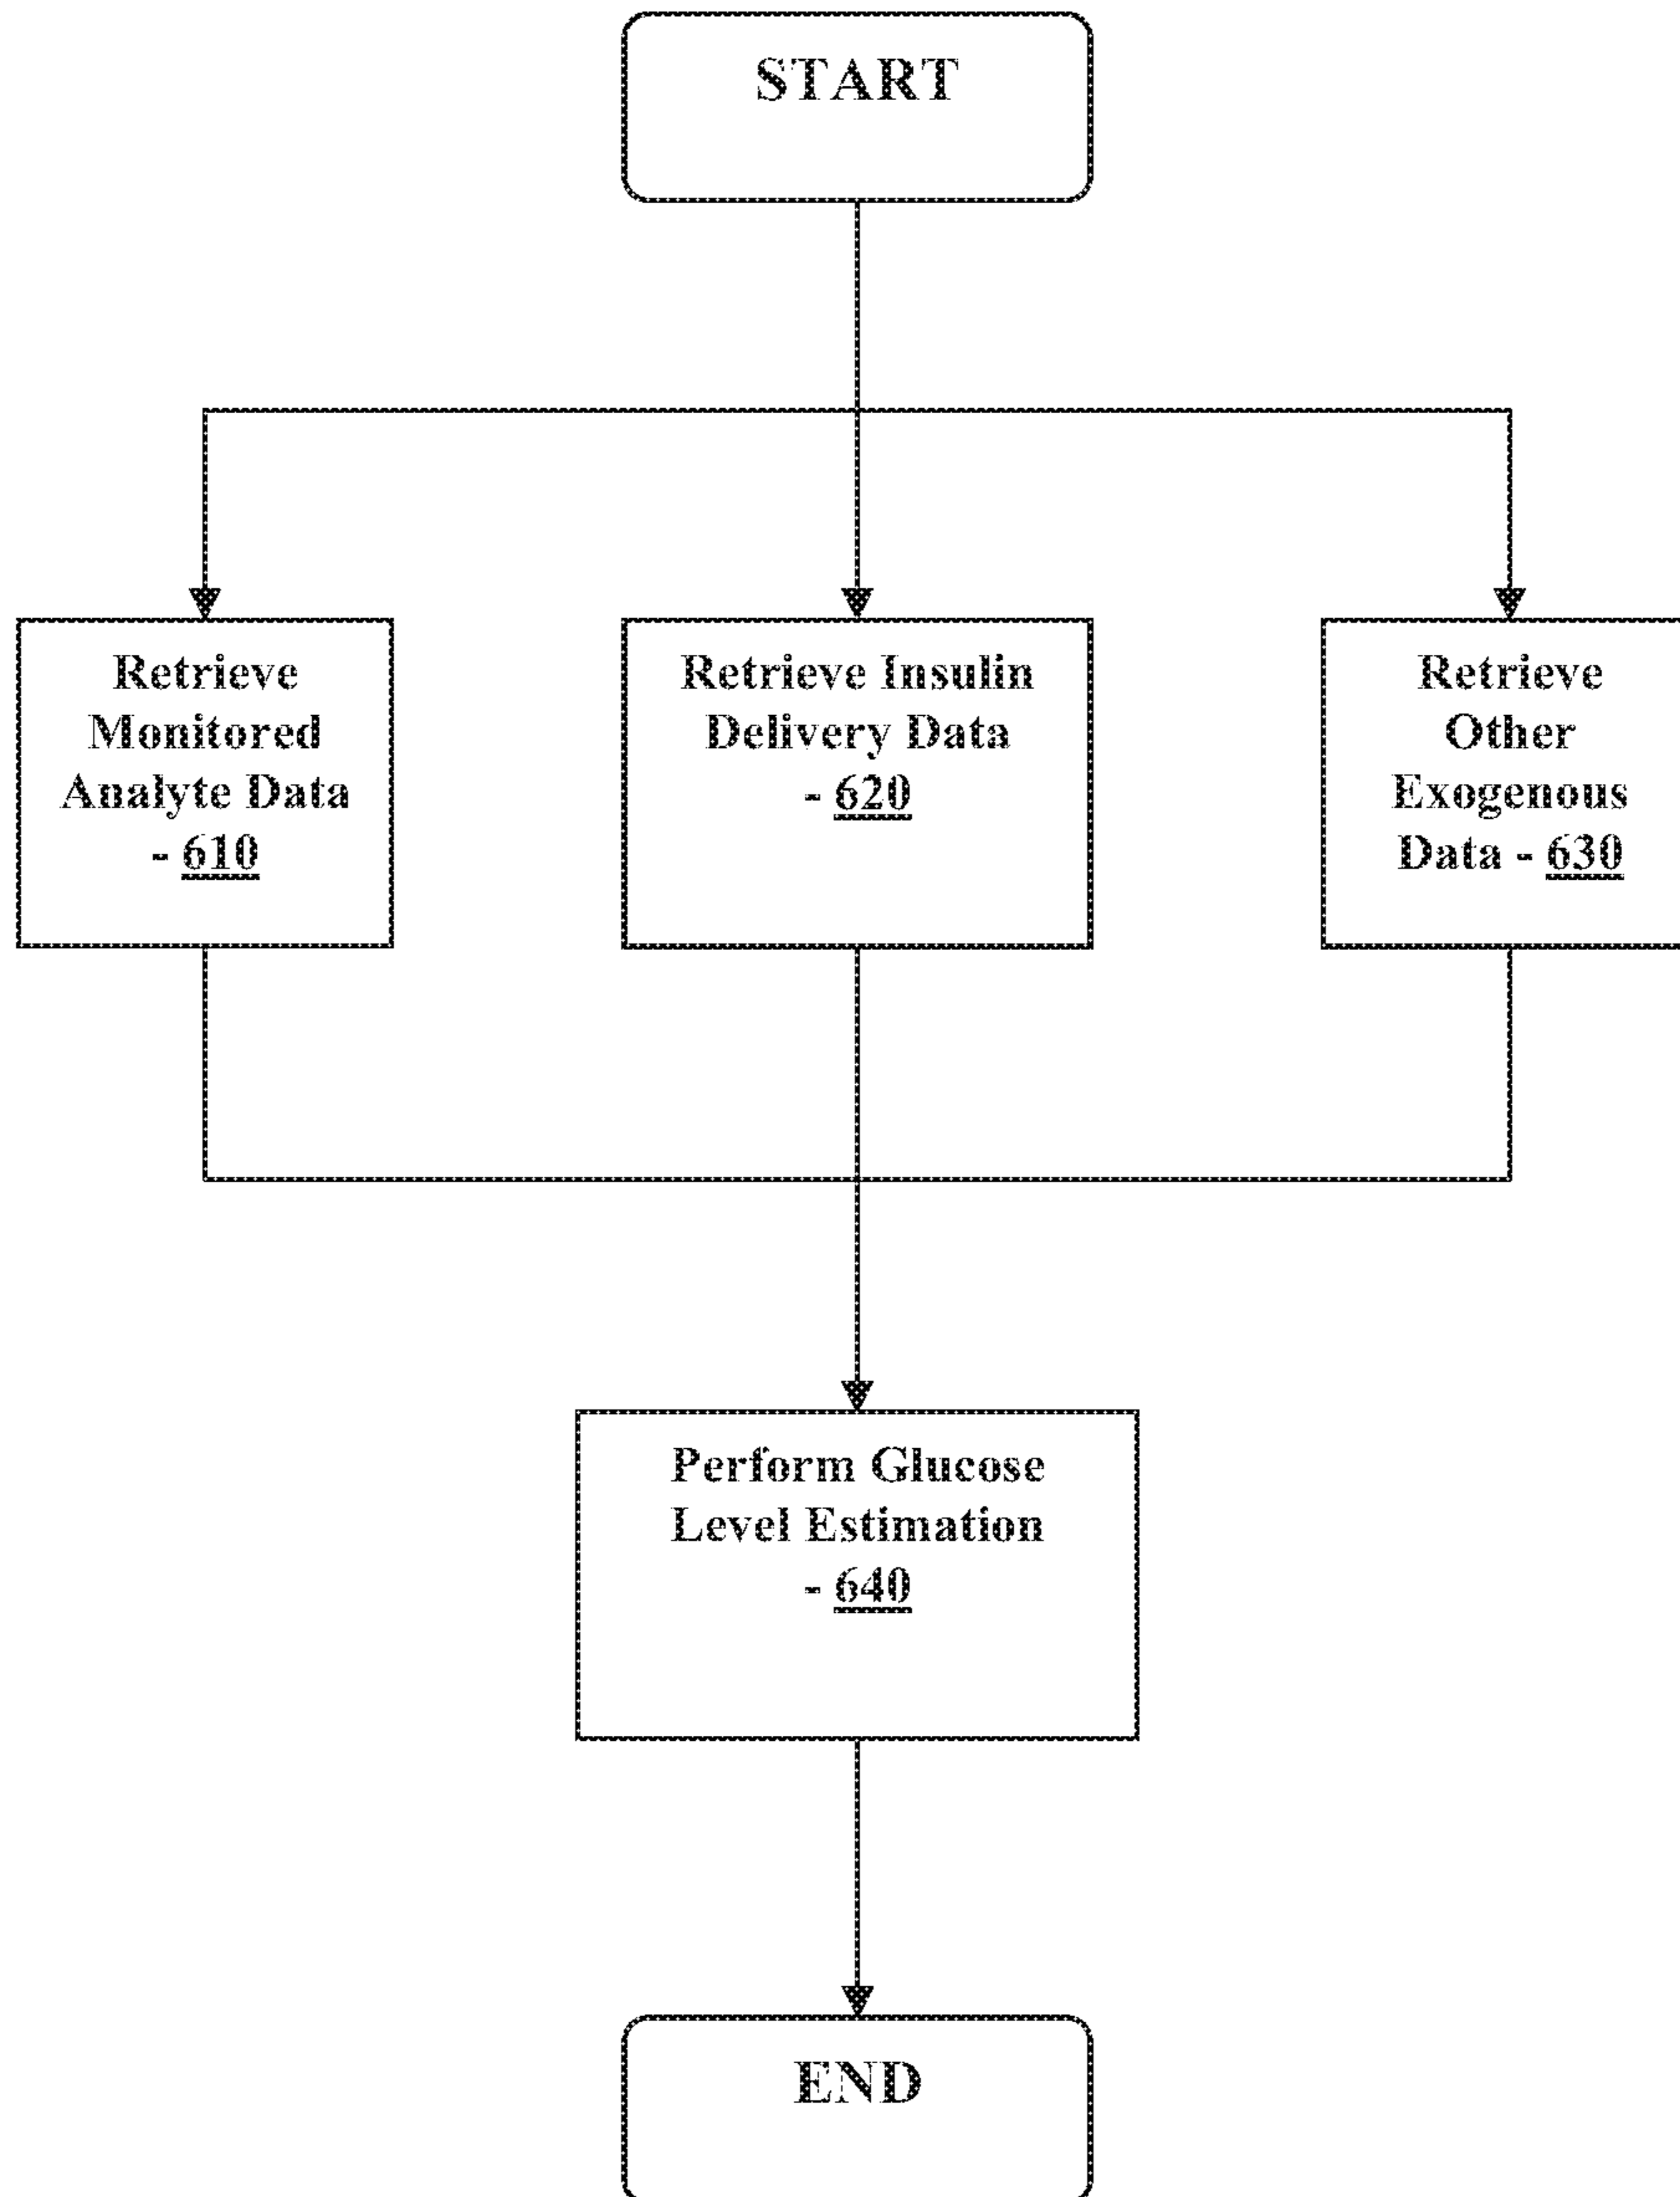 START
Retrieve
Monitored
Analyte Data
- 610
Retrieve Insulin
Delivery Data
- 620
Retrieve
Other
Exogenous
Data - 630
Perform Glucose
Level Estimation
- 640
END